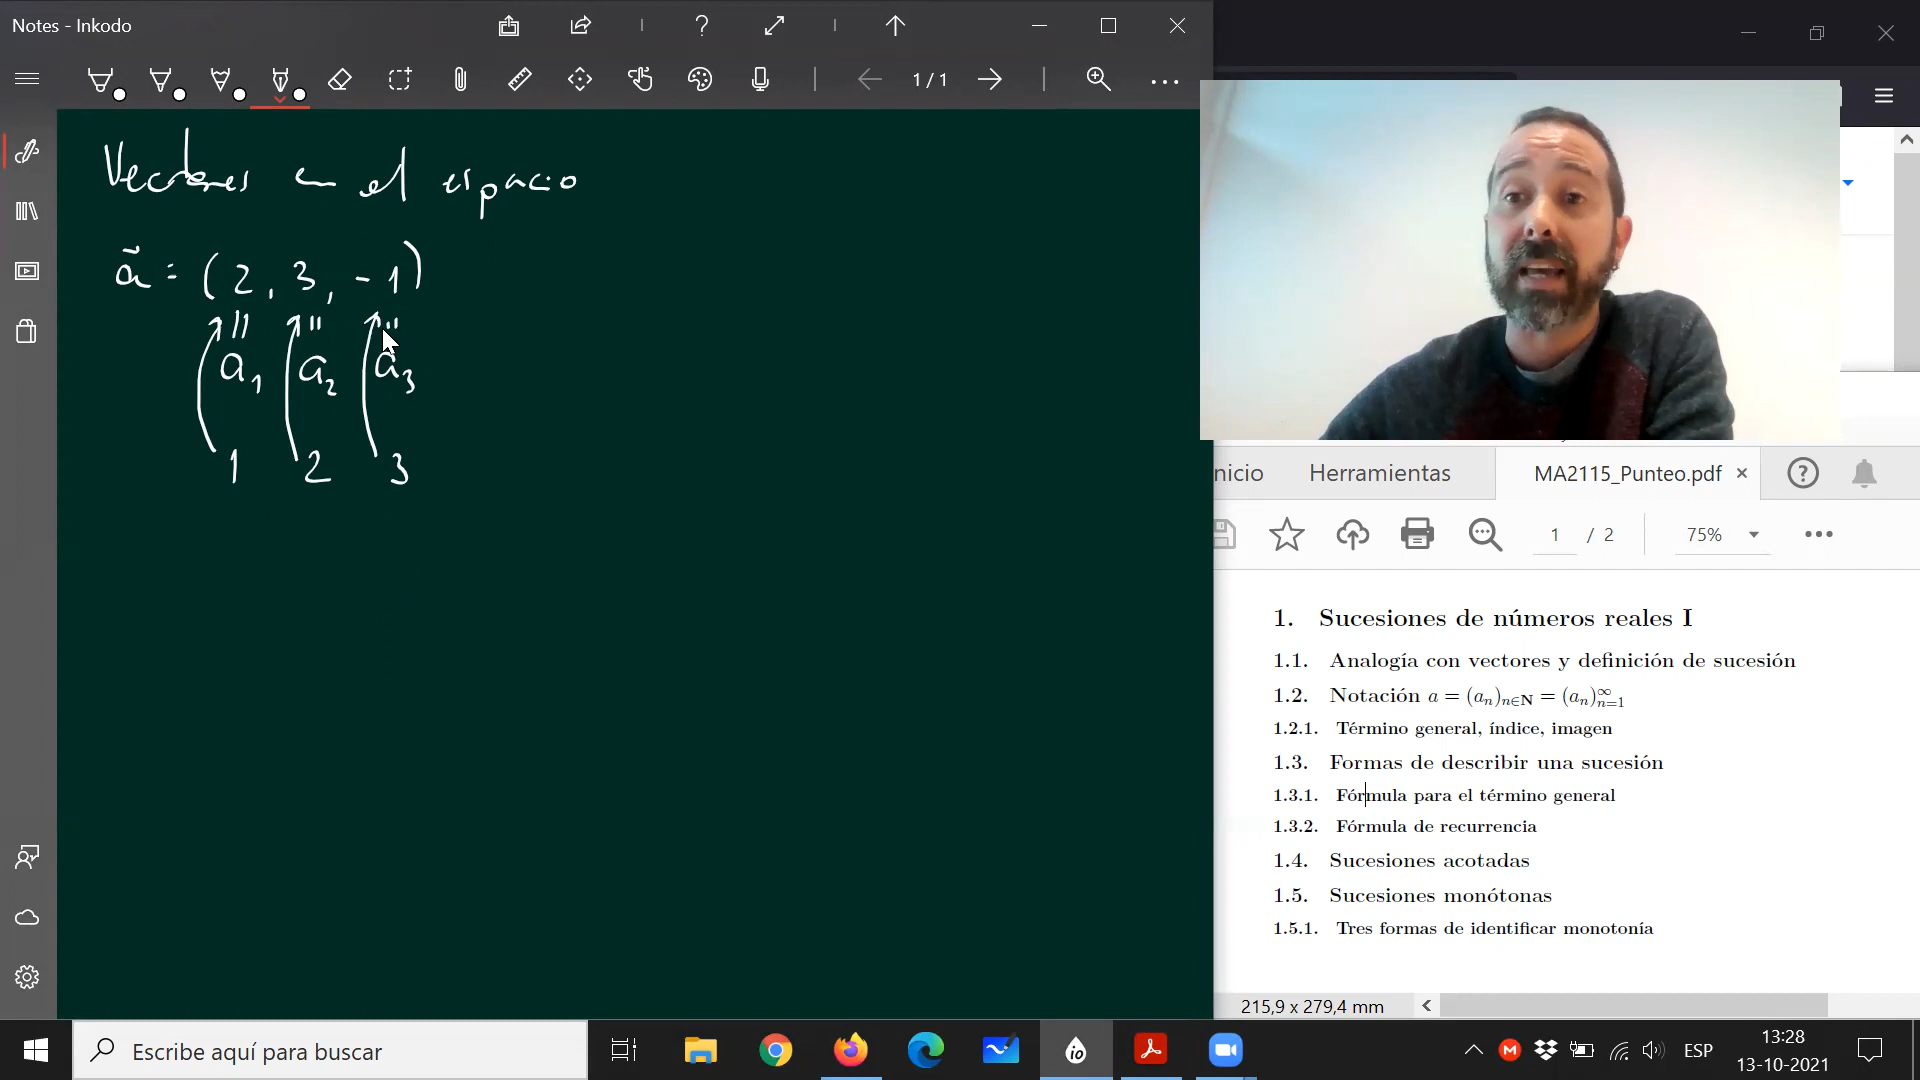 Notes - Inkodo
1 / 1
Vectores en el espacio
a⃗ = (2, 3, -1)
a₁ a₂ a₃
1 2 3
nicio Herramientas MA2115_Punteo.pdf
1 / 2 75%
1. Sucesiones de números reales I
1.1. Analogía con vectores y definición de sucesión
1.2. Notación a = (aₙ)ₙ∈N = (aₙ)∞ₙ₌₁
1.2.1. Término general, índice, imagen
1.3. Formas de describir una sucesión
1.3.1. Fórmula para el término general
1.3.2. Fórmula de recurrencia
1.4. Sucesiones acotadas
1.5. Sucesiones monótonas
1.5.1. Tres formas de identificar monotonía
215,9 x 279,4 mm
Escribe aquí para buscar
ESP
13:28
13-10-2021